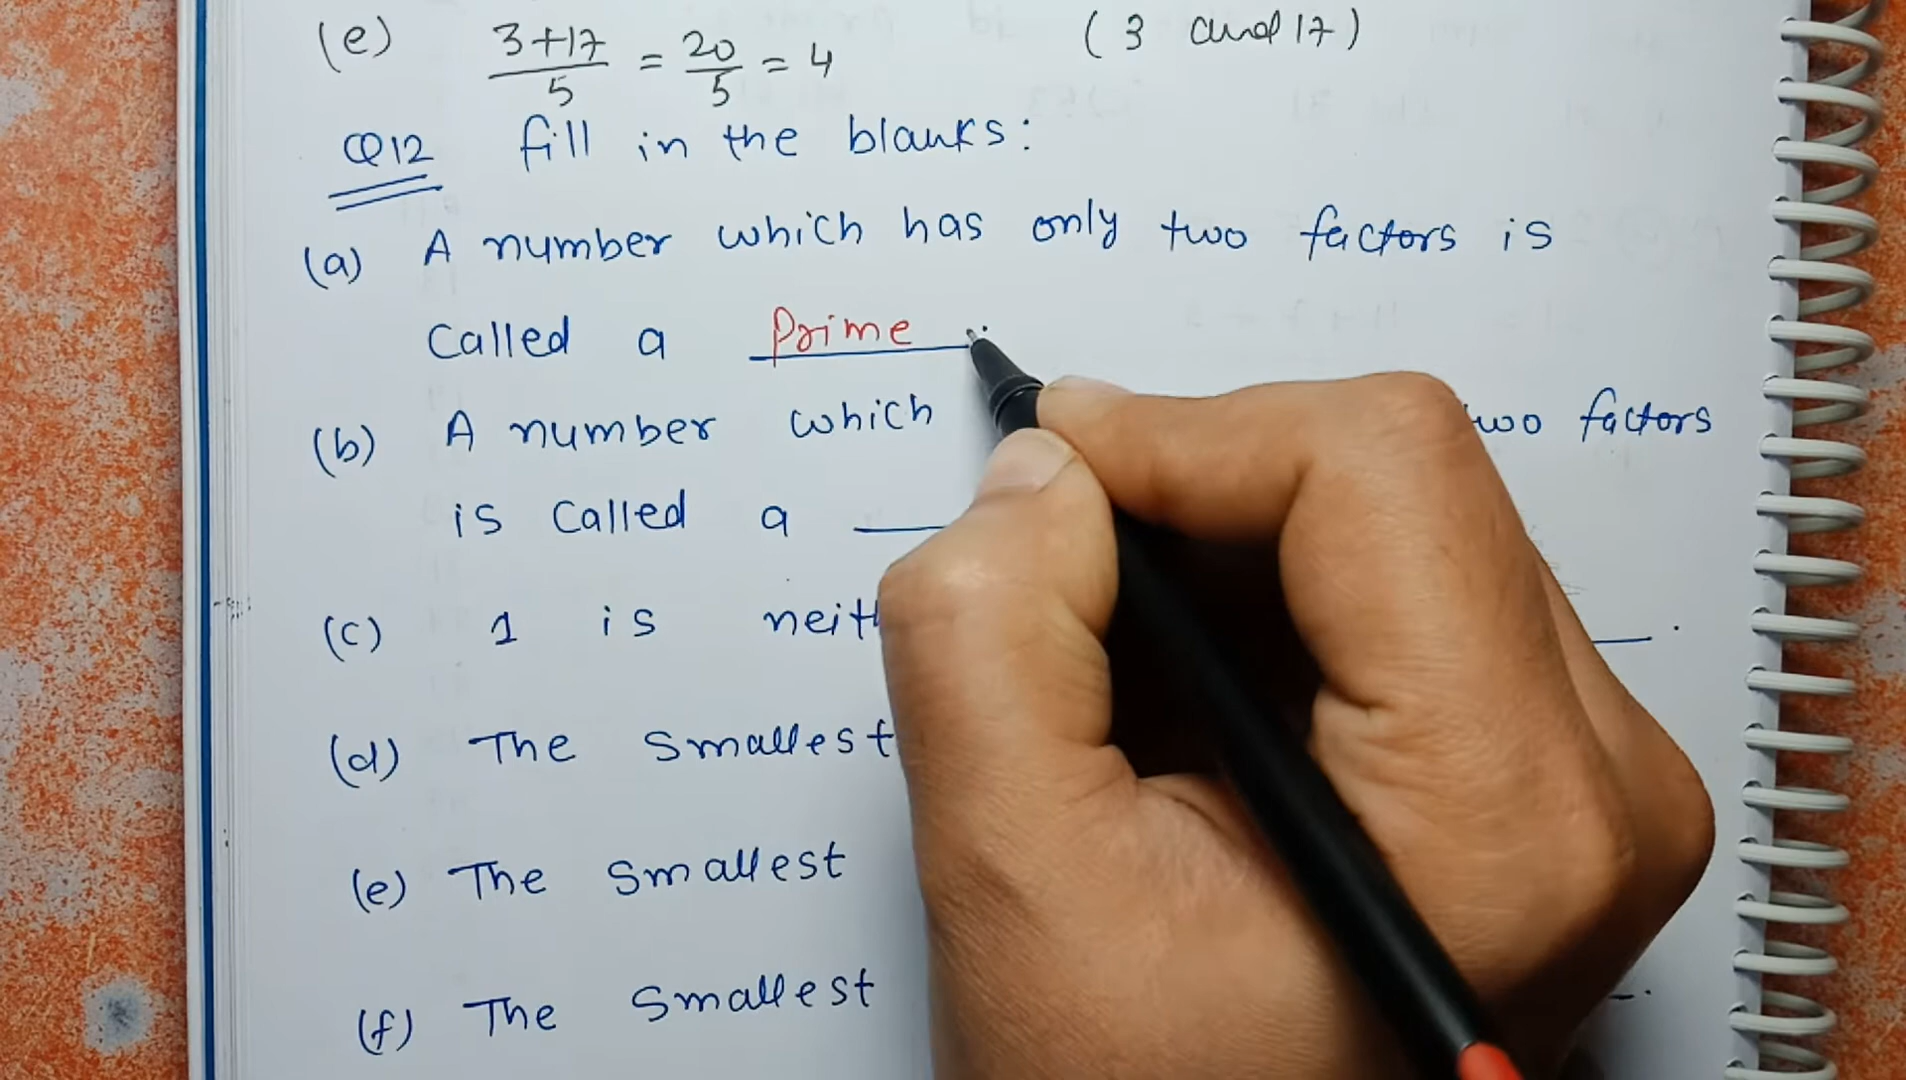 (e) 3+17/5 = 20/5 = 4 (3 and 17)
Q12 fill in the blanks:
(a) A number which has only two factors is
called a Prime .
(b) A number which two factors
is called a
(c) 1 is
(d) The smallest
(e) The smallest
(f) The smallest